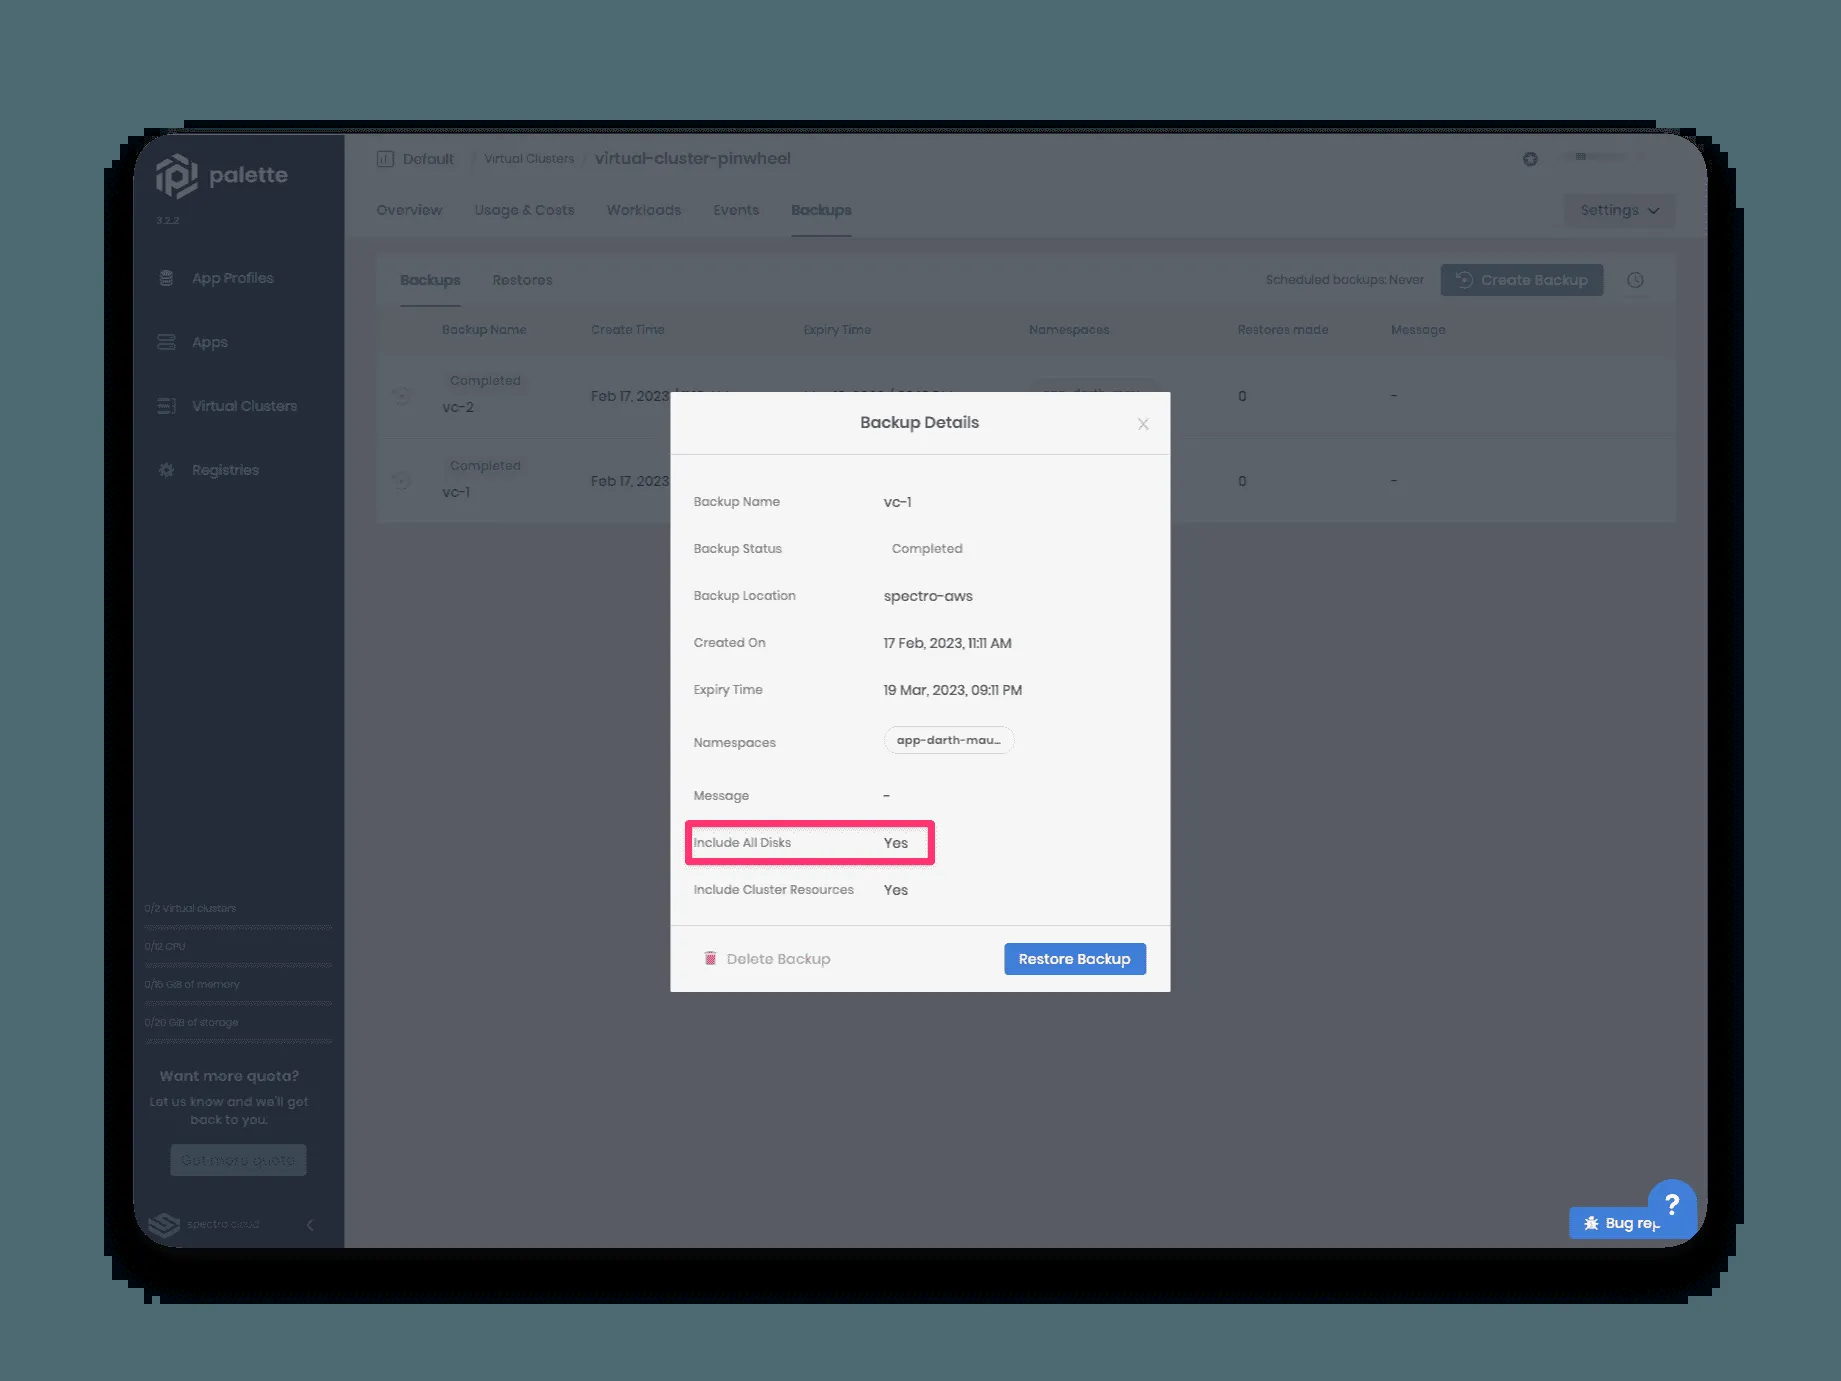 palette
3.2.2
App Profiles
Apps
Virtual Clusters
Registries
0/2 Virtual clusters
0/12 CPU
0/16 GiB of memory
0/20 GiB of storage
Want more quota?
Let us know and we'll get
back to you.
Get more quota
spectro cloud
Default / Virtual Clusters / virtual-cluster-pinwheel
Overview Usage & Costs Workloads Events Backups
Settings
Backups Restores
Scheduled backups: Never Create Backup
Backup Name Create Time Expiry Time Namespaces Restores made Message
Completed
vc-2 Feb 17, 2023 0 -
Completed
vc-1 Feb 17, 2023 0 -
Backup Details
Backup Name vc-1
Backup Status Completed
Backup Location spectro-aws
Created On 17 Feb, 2023, 11:11 AM
Expiry Time 19 Mar, 2023, 09:11 PM
Namespaces app-darth-mau...
Message -
Include All Disks Yes
Include Cluster Resources Yes
Delete Backup Restore Backup
Bug rep
?